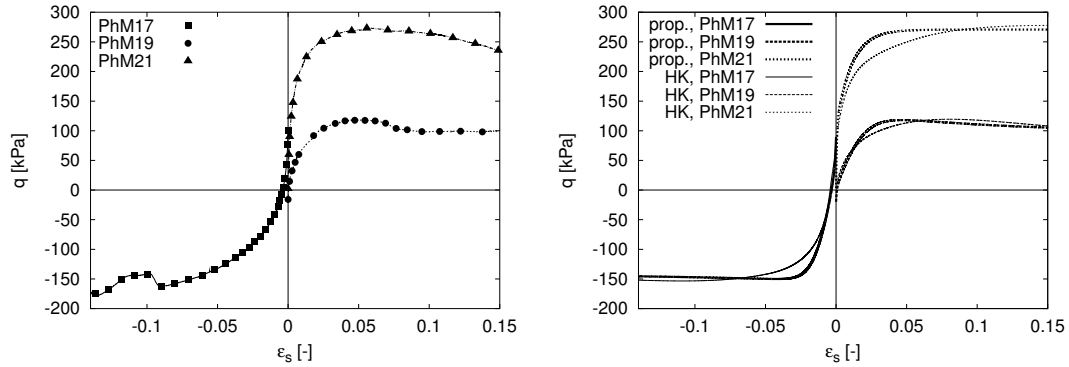 PhM17
PhM19
PhM21
300
250
200
150
100
50
0
-50
-100
-150
-200
q [kPa]
-0.1
-0.05
0
0.05
0.1
0.15
εs [-]
prop., PhM17
prop., PhM19
prop., PhM21
HK, PhM17
HK, PhM19
HK, PhM21
300
250
200
150
100
50
0
-50
-100
-150
-200
q [kPa]
-0.1
-0.05
0
0.05
0.1
0.15
εs [-]